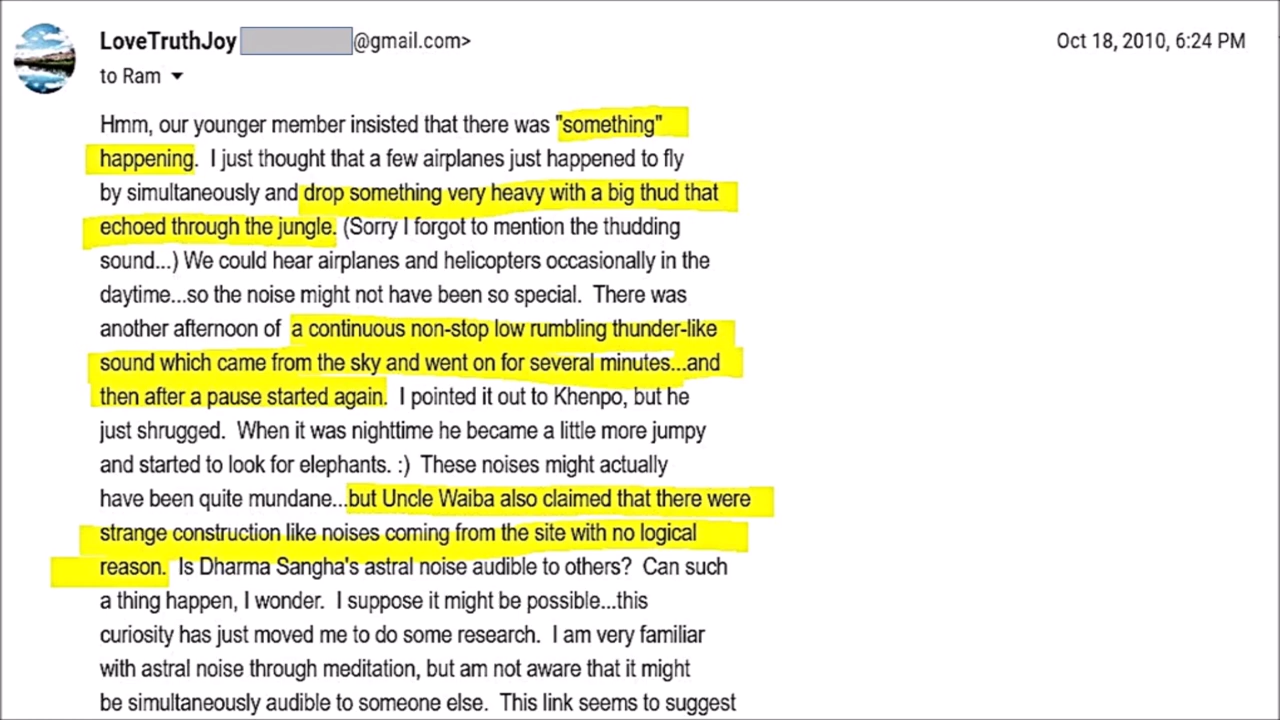 LoveTruthJoy @gmail.com>
Oct 18, 2010, 6:24 PM
to Ram
Hmm, our younger member insisted that there was "something"
happening. I just thought that a few airplanes just happened to fly
by simultaneously and drop something very heavy with a big thud that
echoed through the jungle. (Sorry I forgot to mention the thudding
sound...) We could hear airplanes and helicopters occasionally in the
daytime...so the noise might not have been so special. There was
another afternoon of a continuous non-stop low rumbling thunder-like
sound which came from the sky and went on for several minutes...and
then after a pause started again. I pointed it out to Khenpo, but he
just shrugged. When it was nighttime he became a little more jumpy
and started to look for elephants. :) These noises might actually
have been quite mundane...but Uncle Waiba also claimed that there were
strange construction like noises coming from the site with no logical
reason. Is Dharma Sangha's astral noise audible to others? Can such
a thing happen, I wonder. I suppose it might be possible...this
curiosity has just moved me to do some research. I am very familiar
with astral noise through meditation, but am not aware that it might
be simultaneously audible to someone else. This link seems to suggest